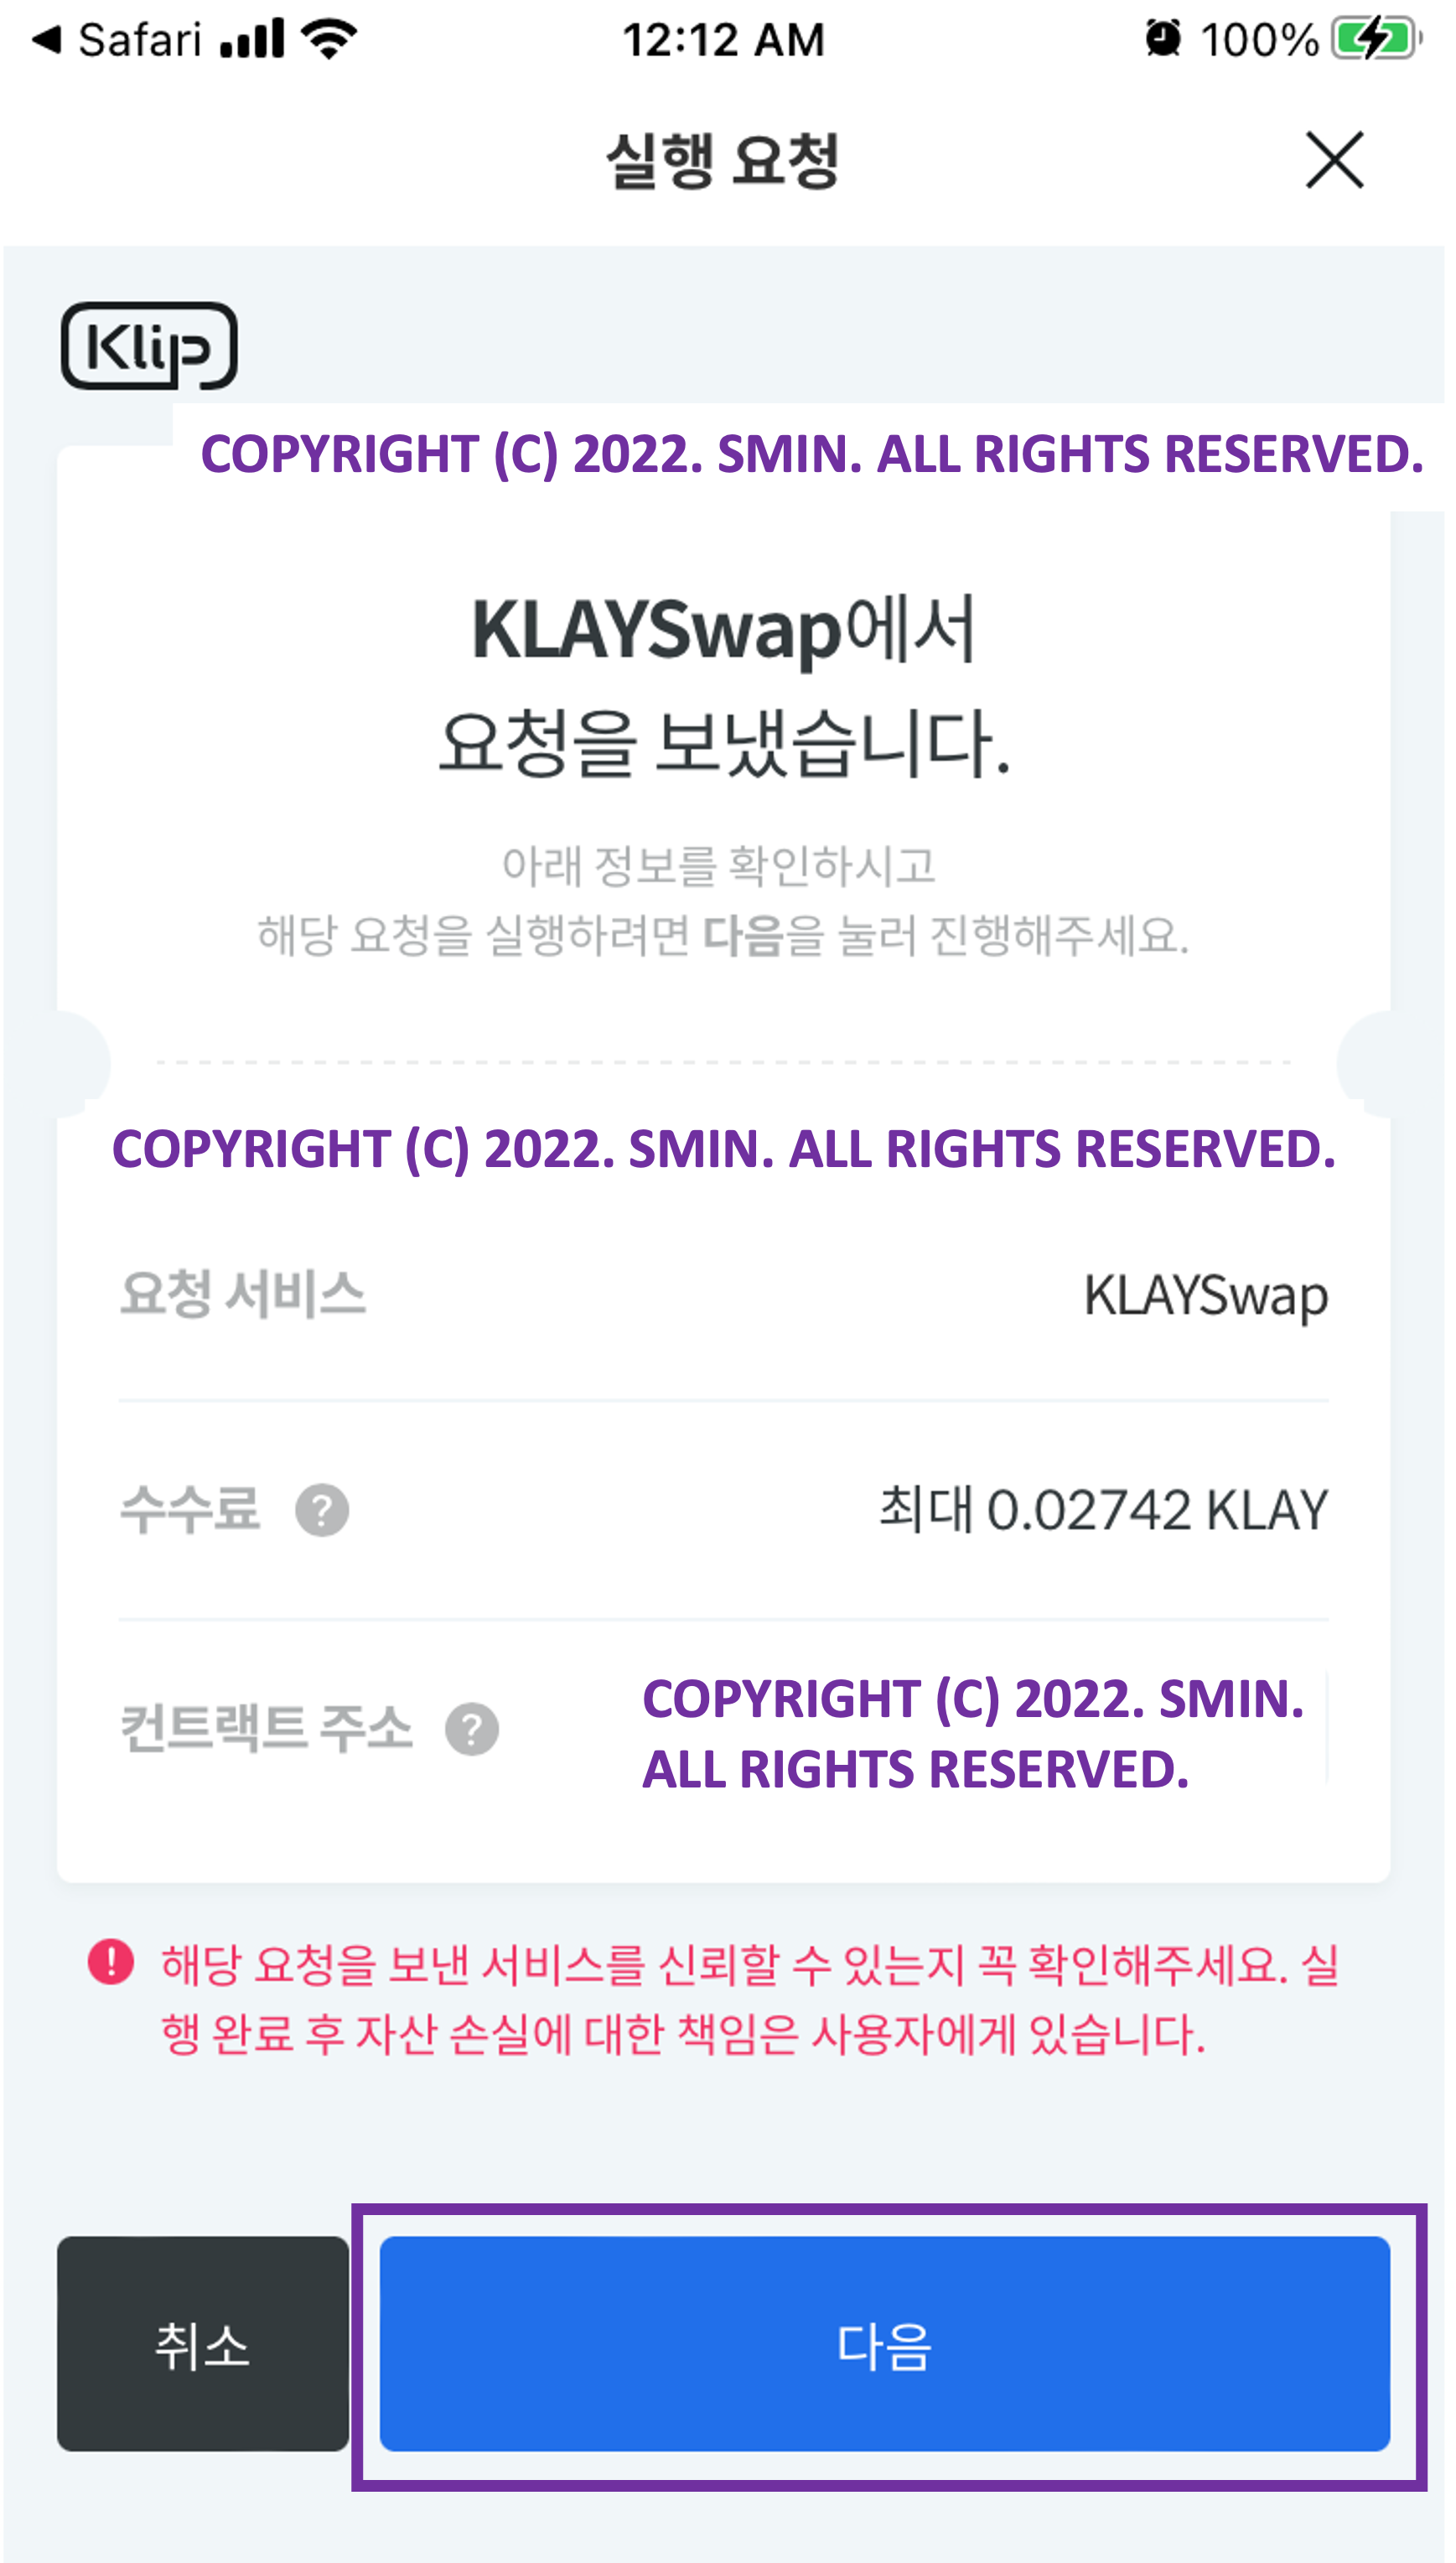 Safari 12:12 AM 100%
실행 요청
Klip
COPYRIGHT (C) 2022. SMIN. ALL RIGHTS RESERVED.
KLAYSwap에서
요청을 보냈습니다.
아래 정보를 확인하시고
해당 요청을 실행하려면 다음을 눌러 진행해주세요.
COPYRIGHT (C) 2022. SMIN. ALL RIGHTS RESERVED.
요청 서비스 KLAYSwap
수수료 ? 최대 0.02742 KLAY
컨트랙트 주소 ? COPYRIGHT (C) 2022. SMIN.
ALL RIGHTS RESERVED.
! 해당 요청을 보낸 서비스를 신뢰할 수 있는지 꼭 확인해주세요. 실
행 완료 후 자산 손실에 대한 책임은 사용자에게 있습니다.
취소 다음